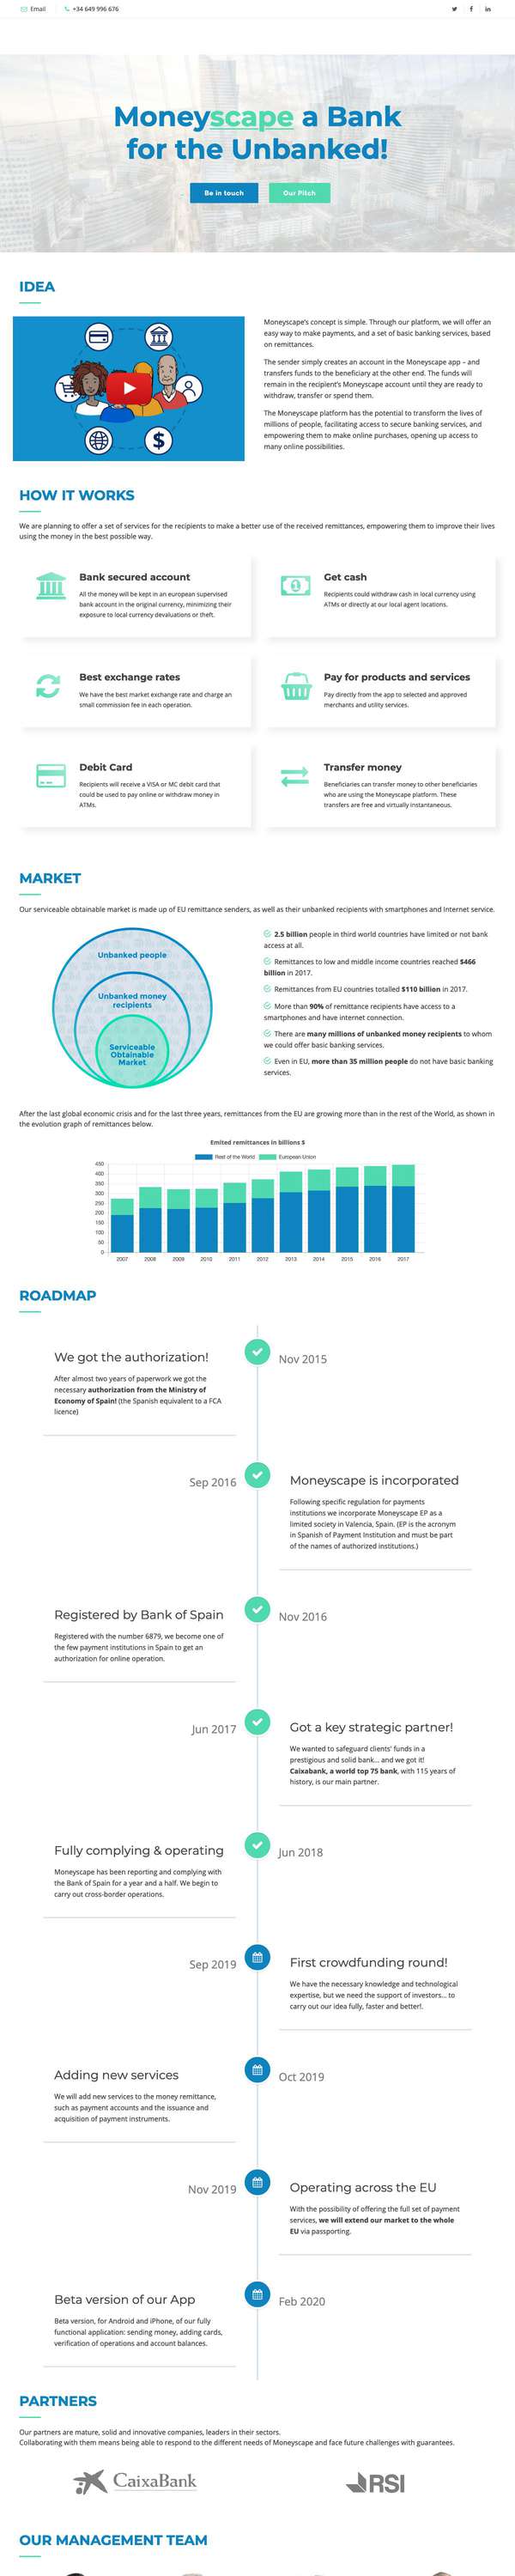 Email +34 649 996 676
Moneyscape a Bank
for the Unbanked!
Be in touch Our Pitch
IDEA
Moneyscape's concept is simple. Through our platform, we will offer an
easy way to make payments, and a set of basic banking services, based
on remittances.
The sender simply creates an account in the Moneyscape app – and
transfers funds to the beneficiary at the other end. The funds will
remain in the recipient's Moneyscape account until they are ready to
withdraw, transfer or spend them.
The Moneyscape platform has the potential to transform the lives of
millions of people, facilitating access to secure banking services, and
empowering them to make online purchases, opening up access to
many online possibilities.
HOW IT WORKS
We are planning to offer a set of services for the recipients to make a better use of the received remittances, empowering them to improve their lives
using the money in the best possible way.
Bank secured account
All the money will be kept in an european supervised
bank account in the original currency, minimizing their
exposure to local currency devaluations or theft.
Get cash
Recipients could withdraw cash in local currency using
ATMs or directly at our local agent locations.
Best exchange rates
We have the best market exchange rate and charge an
small commission fee in each operation.
Pay for products and services
Pay directly from the app to selected and approved
merchants and utility services.
Debit Card
Recipients will receive a VISA or MC debit card that
could be used to pay online or withdraw money in
ATMs.
Transfer money
Beneficiaries can transfer money to other beneficiaries
who are using the Moneyscape platform. These
transfers are free and virtually instantaneous.
MARKET
Our serviceable obtainable market is made up of EU remittance senders, as well as their unbanked recipients with smartphones and Internet service.
Unbanked people
Unbanked money
recipients
Serviceable
Obtainable
Market
2.5 billion people in third world countries have limited or not bank
access at all.
Remittances to low and middle income countries reached $466
billion in 2017.
Remittances from EU countries totalled $110 billion in 2017.
More than 90% of remittance recipients have access to a
smartphones and have internet connection.
There are many millions of unbanked money recipients to whom
we could offer basic banking services.
Even in EU, more than 35 million people do not have basic banking
services.
After the last global economic crisis and for the last three years, remittances from the EU are growing more than in the rest of the World, as shown in
the evolution graph of remittances below.
Emited remittances in billions $
Rest of the World European Union
450
400
350
300
250
200
150
100
50
0
2007 2008 2009 2010 2011 2012 2013 2014 2015 2016 2017
ROADMAP
We got the authorization!
Nov 2015
After almost two years of paperwork we got the
necessary authorization from the Ministry of
Economy of Spain! (the Spanish equivalent to a FCA
licence)
Sep 2016
Moneyscape is incorporated
Following specific regulation for payments
institutions we incorporate Moneyscape EP as a
limited society in Valencia, Spain. (EP is the acronym
in Spanish of Payment Institution and must be part
of the names of authorized institutions.)
Registered by Bank of Spain
Nov 2016
Registered with the number 6879, we become one of
the few payment institutions in Spain to get an
authorization for online operation.
Jun 2017
Got a key strategic partner!
We wanted to safeguard clients' funds in a
prestigious and solid bank... and we got it!
Caixabank, a world top 75 bank, with 115 years of
history, is our main partner.
Fully complying & operating
Jun 2018
Moneyscape has been reporting and complying with
the Bank of Spain for a year and a half. We begin to
carry out cross-border operations.
Sep 2019
First crowdfunding round!
We have the necessary knowledge and technological
expertise, but we need the support of investors... to
carry out our idea fully, faster and better!.
Adding new services
Oct 2019
We will add new services to the money remittance,
such as payment accounts and the issuance and
acquisition of payment instruments.
Nov 2019
Operating across the EU
With the possibility of offering the full set of payment
services, we will extend our market to the whole
EU via passporting.
Beta version of our App
Feb 2020
Beta version, for Android and iPhone, of our fully
functional application: sending money, adding cards,
verification of operations and account balances.
PARTNERS
Our partners are mature, solid and innovative companies, leaders in their sectors.
Collaborating with them means being able to respond to the different needs of Moneyscape and face future challenges with guarantees.
CaixaBank RSI
OUR MANAGEMENT TEAM